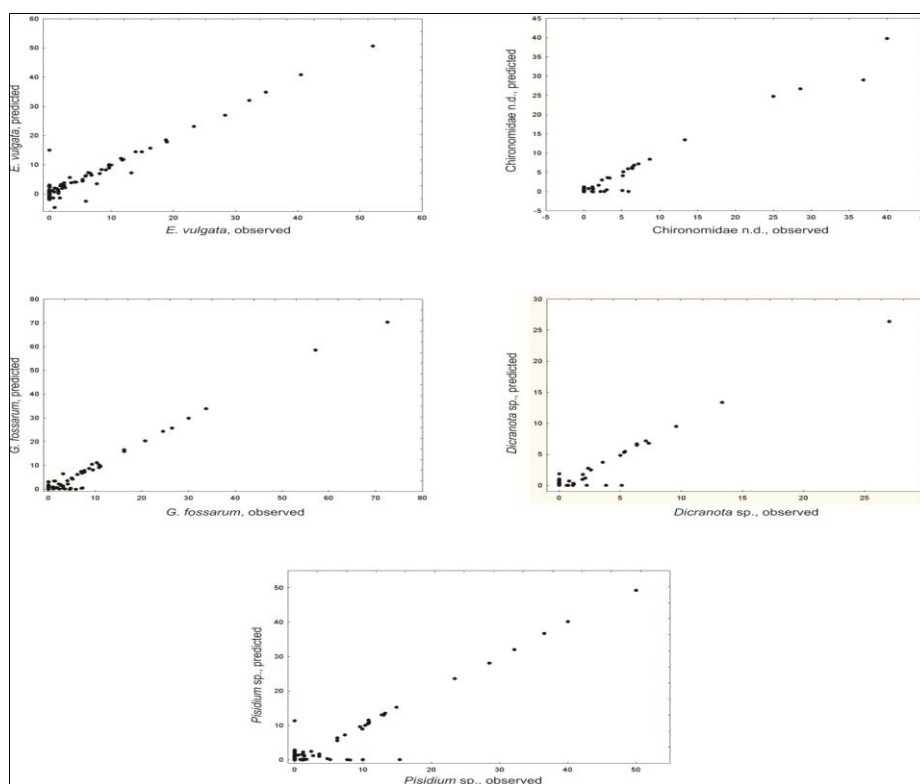 E. vulgata, predicted
60
50
40
30
20
10
0
0 10 20 30 40 50 60
E. vulgata, observed
Chironomidae n.d., predicted
45
40
35
30
25
20
15
10
5
0
-5
-5 0 5 10 15 20 25 30 35 40
Chironomidae n.d., observed
G. fossarum, predicted
80
70
60
50
40
30
20
10
0
0 10 20 30 40 50 60 70 80
G. fossarum, observed
Dicranota sp., predicted
30
25
20
15
10
5
0
0 5 10 15 20 25
Dicranota sp., observed
Pisidium sp., predicted
50
40
30
20
10
0
0 10 20 30 40 50
Pisidium sp., observed